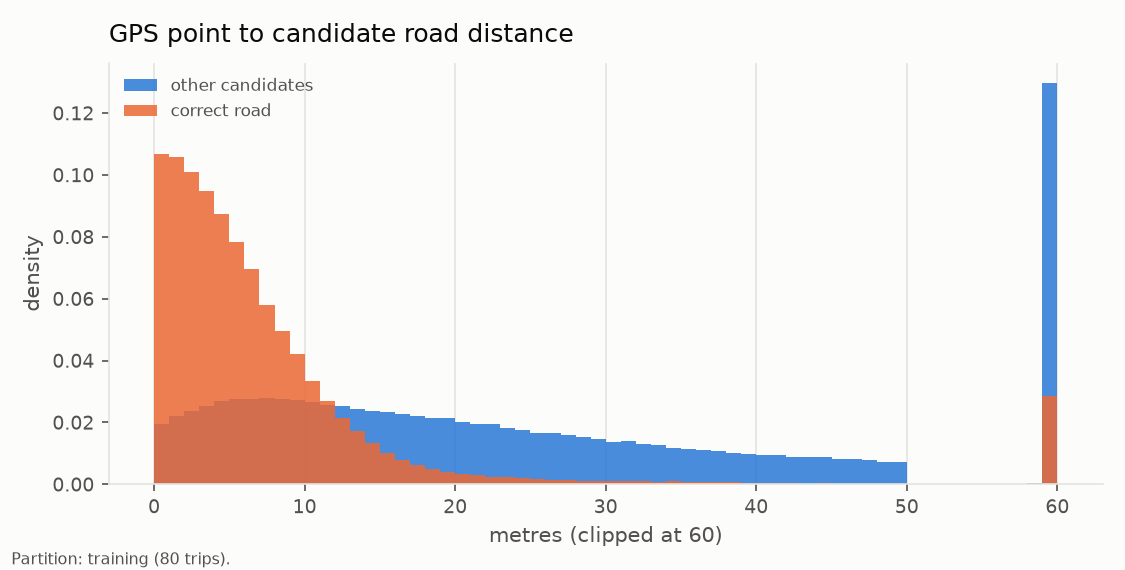 GPS point to candidate road distance
other candidates
correct road
density
0.12
0.10
0.08
0.06
0.04
0.02
0.00
0 10 20 30 40 50 60
metres (clipped at 60)
Partition: training (80 trips).